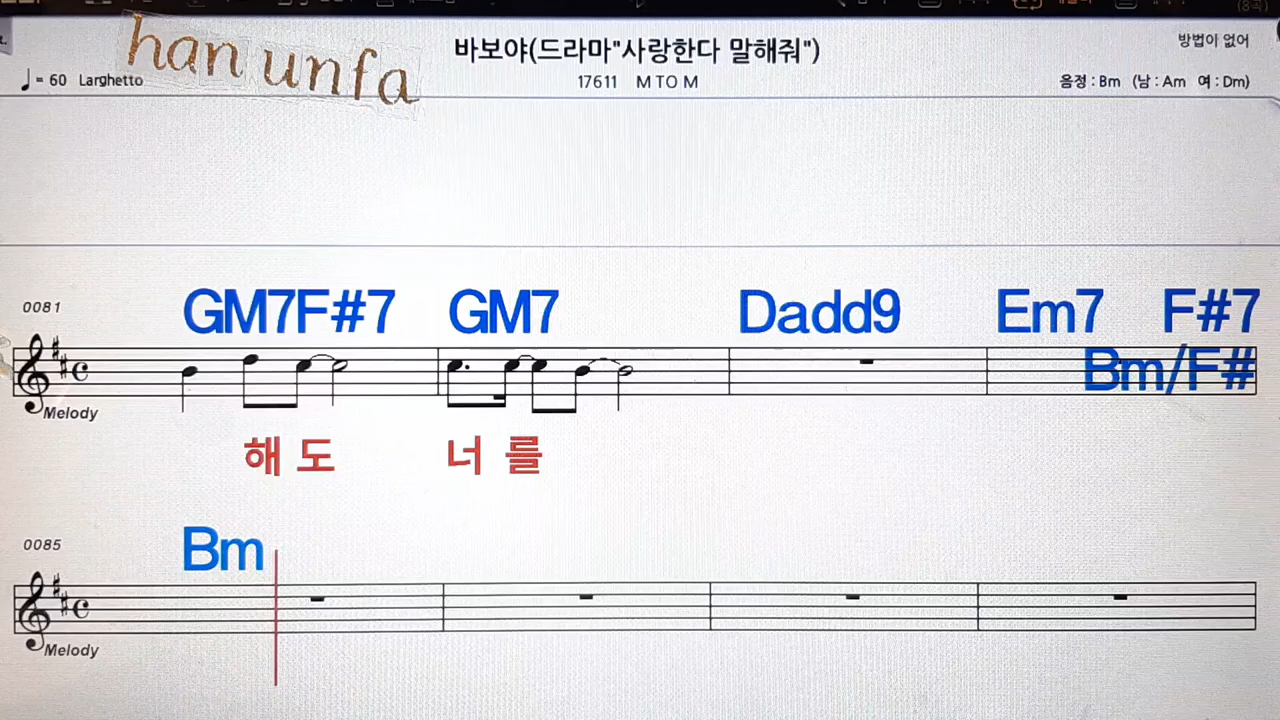 han unfa
바보야(드라마"사랑한다 말해줘")
방법이 없어
♩= 60 Larghetto
17611 M TO M
음정 : Bm (남 : Am 여 : Dm)
0081
GM7F#7 GM7 Dadd9 Em7 F#7
Bm/F#
Melody
해 도 너 를
0085
Bm
Melody